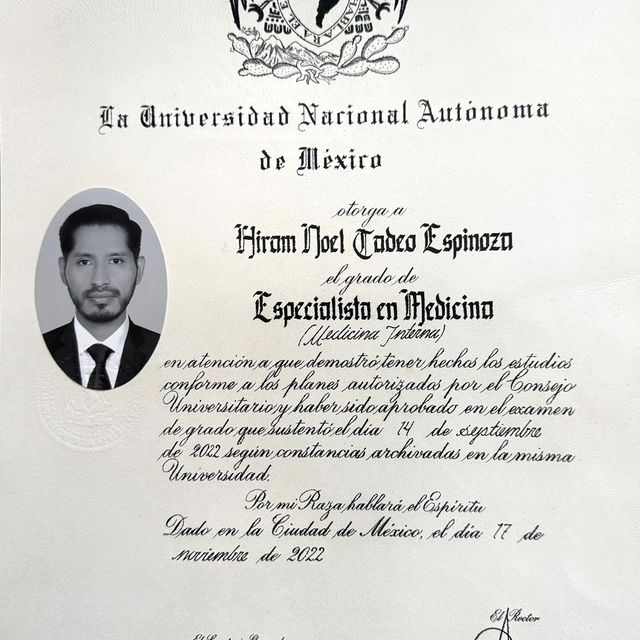 HABLARA EL E
La Universidad Nacional Autónoma
de México
otorga a
Hiram Noel Tadeo Espinoza
el grado de
Especialista en Medicina
(Medicina Interna)
en atención a que demostró tener hechos los estudios
conforme a los planes autorizados por el Consejo
Universitario y haber sido aprobado en el examen
de grado que sustentó el día 14 de septiembre
de 2022 según constancias archivadas en la misma
Universidad.
Por mi Raza hablará el Espíritu
Dado en la Ciudad de México, el día 17 de
noviembre de 2022
El Rector